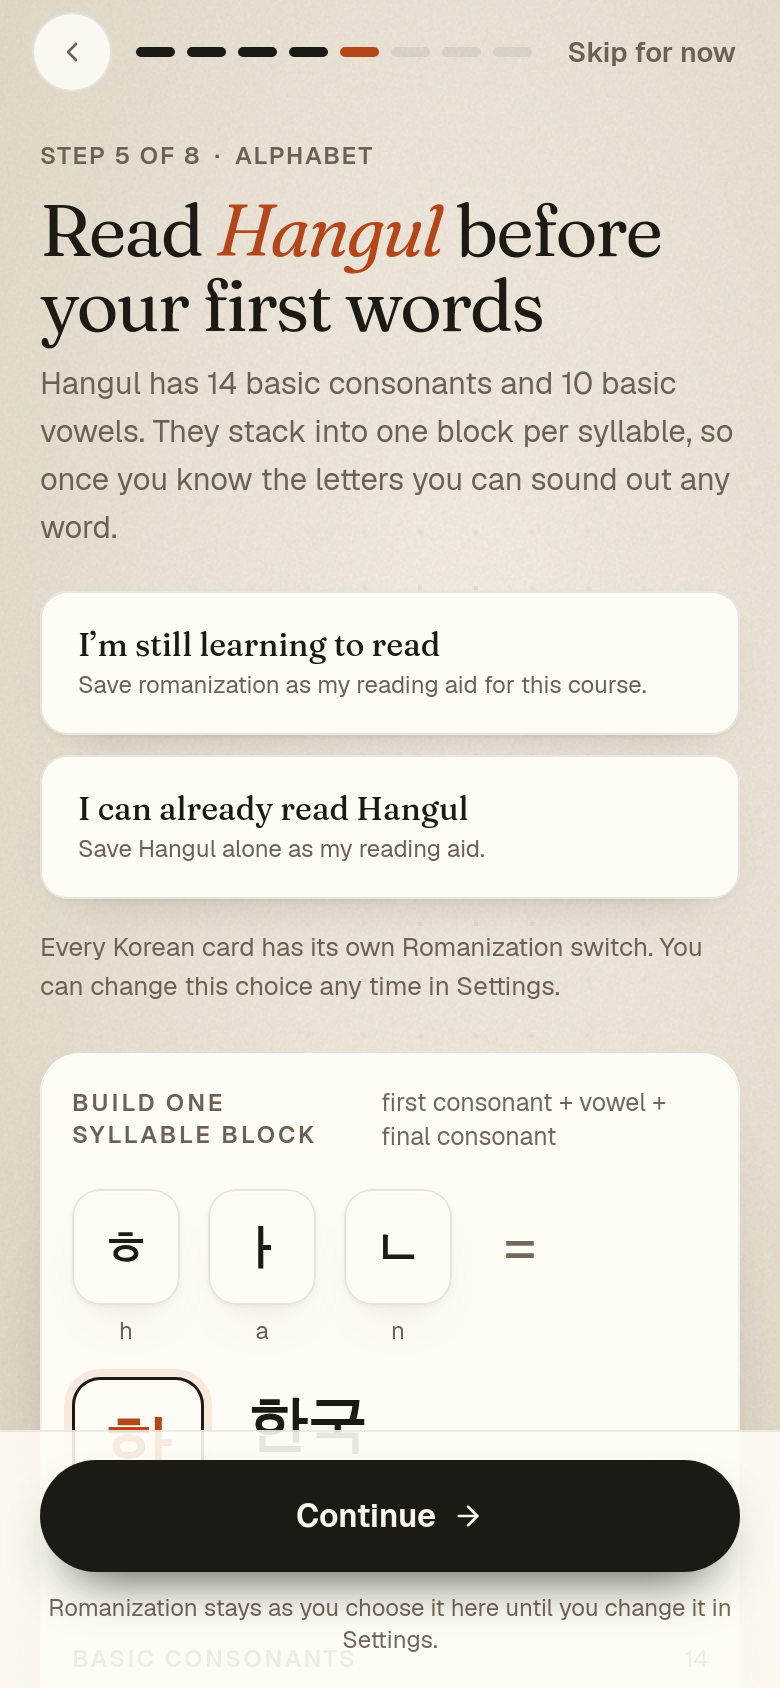 Skip for now
STEP 5 OF 8 · ALPHABET
Read Hangul before
your first words
Hangul has 14 basic consonants and 10 basic
vowels. They stack into one block per syllable, so
once you know the letters you can sound out any
word.
I’m still learning to read
Save romanization as my reading aid for this course.
I can already read Hangul
Save Hangul alone as my reading aid.
Every Korean card has its own Romanization switch. You
can change this choice any time in Settings.
BUILD ONE
SYLLABLE BLOCK
first consonant + vowel +
final consonant
ㅎ ㅏ ㄴ =
h a n
한국
Continue →
Romanization stays as you choose it here until you change it in
Settings.
BASIC CONSONANTS 14